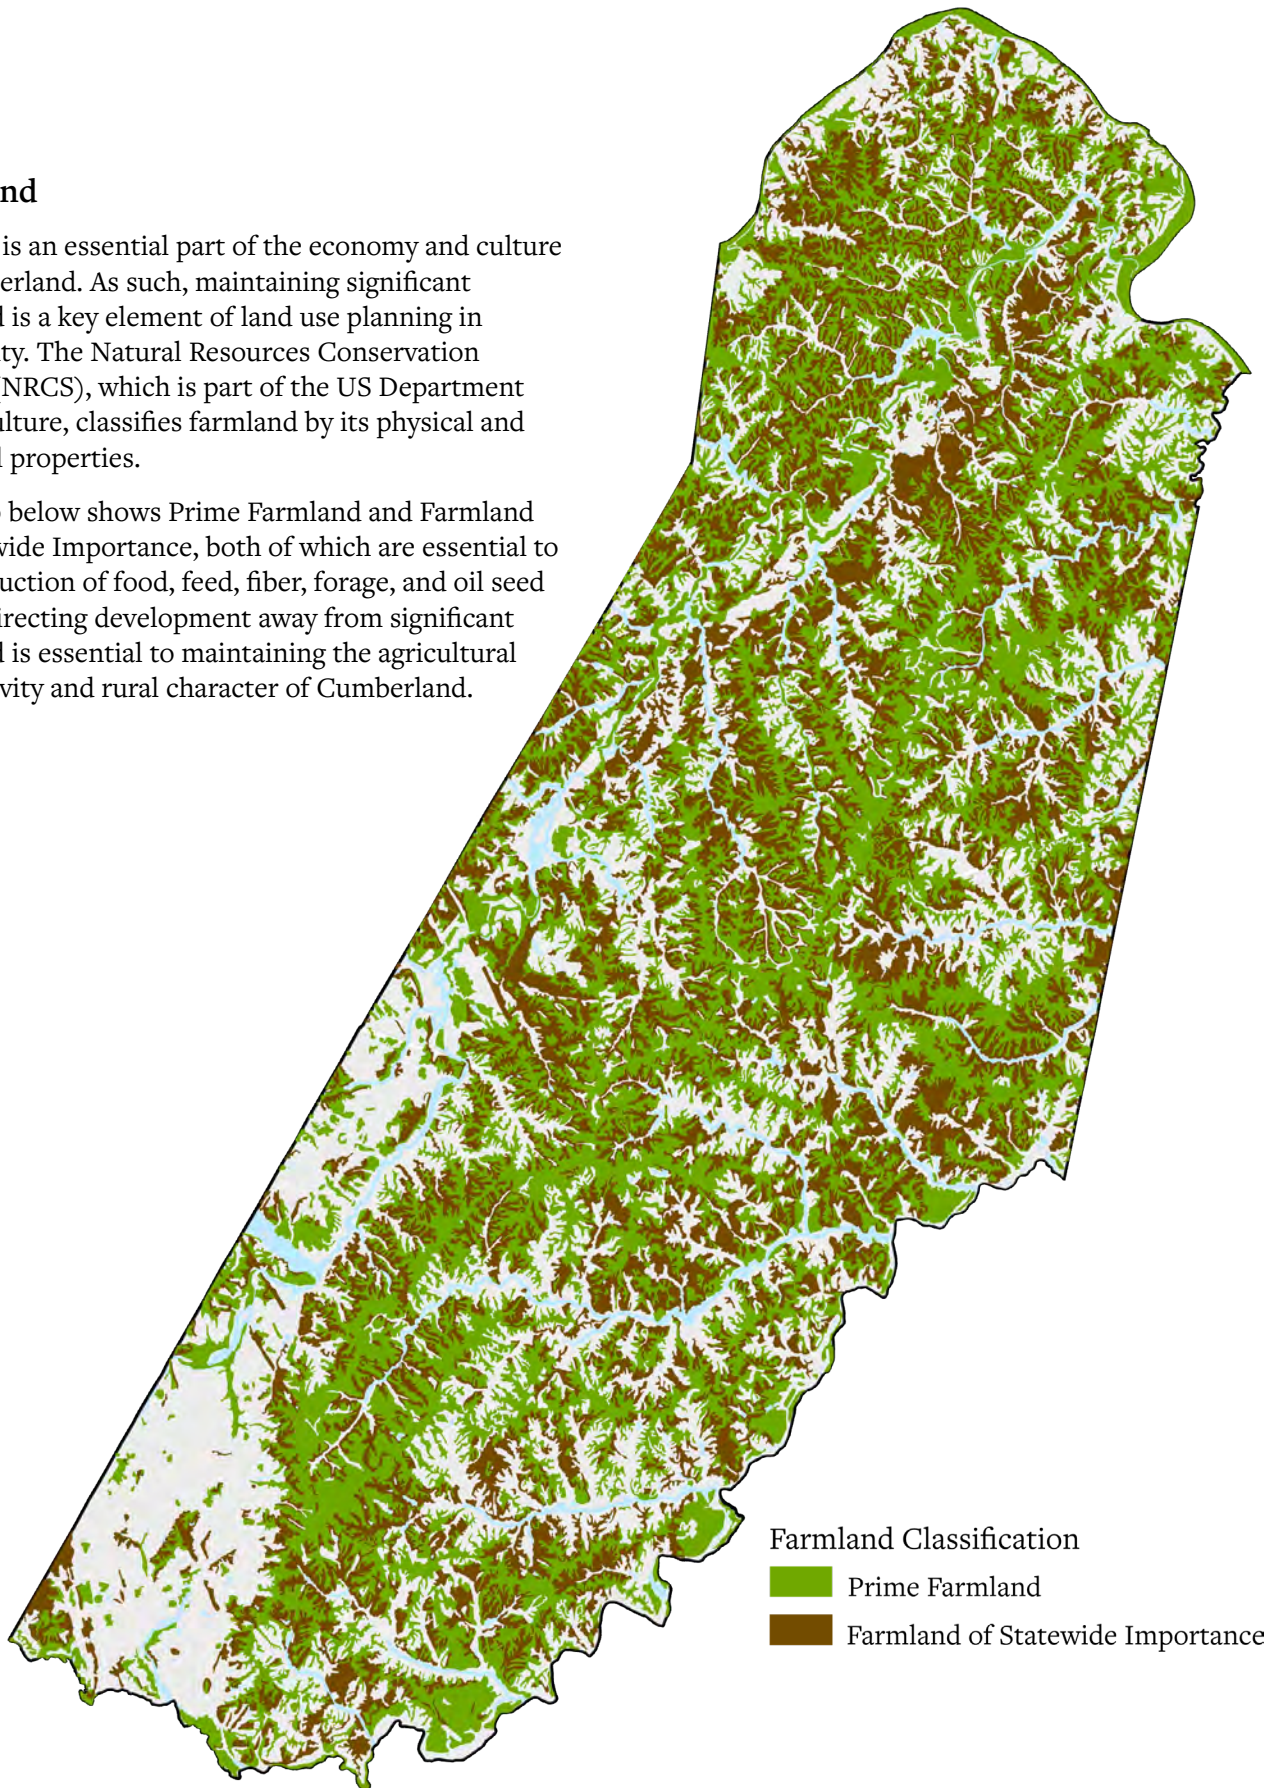 nd
is an essential part of the economy and culture
erland. As such, maintaining significant
d is a key element of land use planning in
ty. The Natural Resources Conservation
(NRCS), which is part of the US Department
ulture, classifies farmland by its physical and
l properties.
below shows Prime Farmland and Farmland
wide Importance, both of which are essential to
uction of food, feed, fiber, forage, and oil seed
irecting development away from significant
d is essential to maintaining the agricultural
vity and rural character of Cumberland.
Farmland Classification
Prime Farmland
Farmland of Statewide Importance